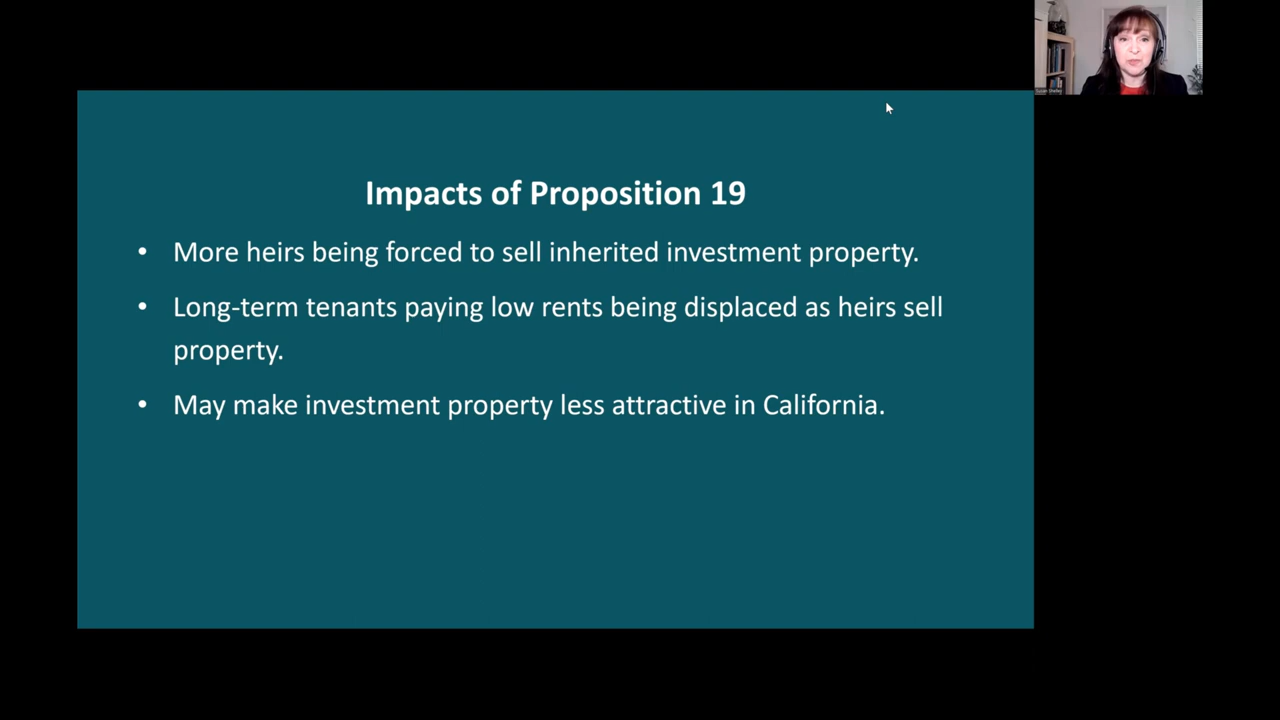 Impacts of Proposition 19
• More heirs being forced to sell inherited investment property.
• Long-term tenants paying low rents being displaced as heirs sell
property.
• May make investment property less attractive in California.